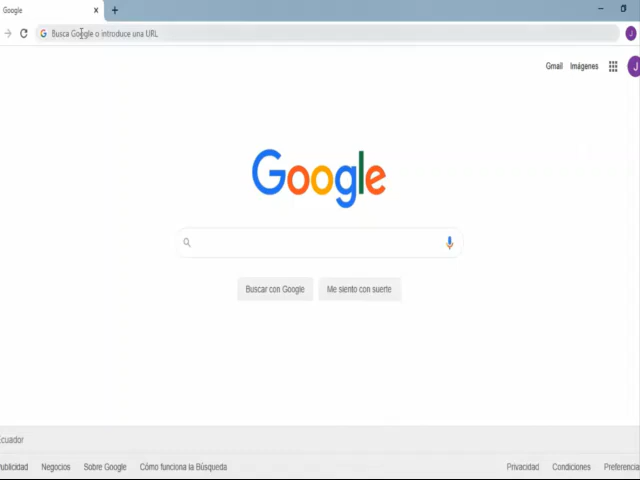 Google
Busca Google o introduce una URL
J
Gmail Imágenes
J
Google
Buscar con Google Me siento con suerte
Ecuador
Publicidad Negocios Sobre Google Cómo funciona la Búsqueda Privacidad Condiciones Preferencia